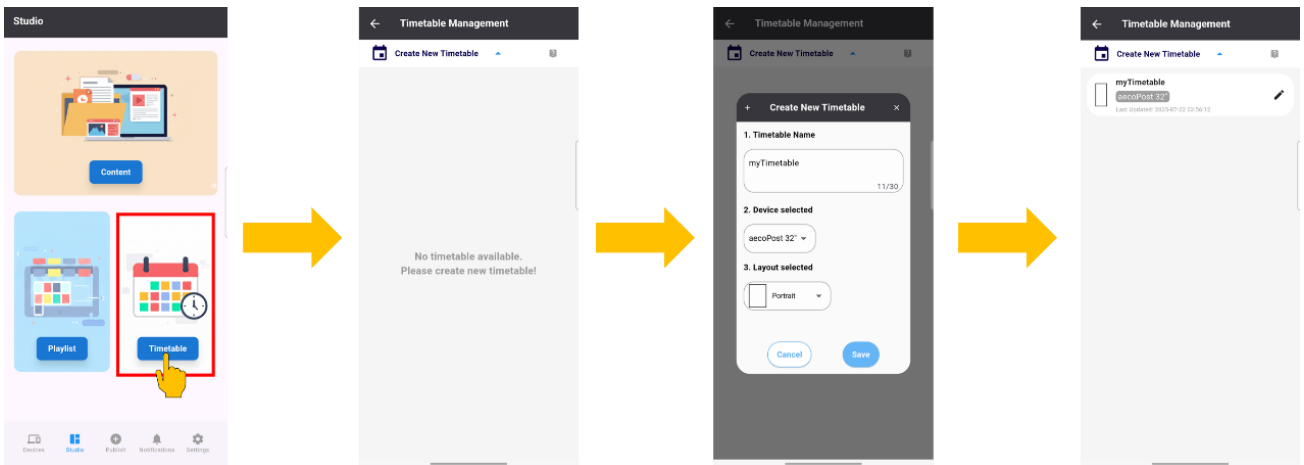 Studio
Content
Playlist
Timetable
Devices
Studio
Publish
Notifications
Settings
Timetable Management
Create New Timetable
No timetable available.
Please create new timetable!
Timetable Management
Create New Timetable
+ Create New Timetable ×
1. Timetable Name
myTimetable
11/30
2. Device selected
aecoPost 32"
3. Layout selected
Portrait
Cancel
Save
Timetable Management
Create New Timetable
myTimetable
aecoPost 32"
Last Updated: 2025-07-22 22:56:12